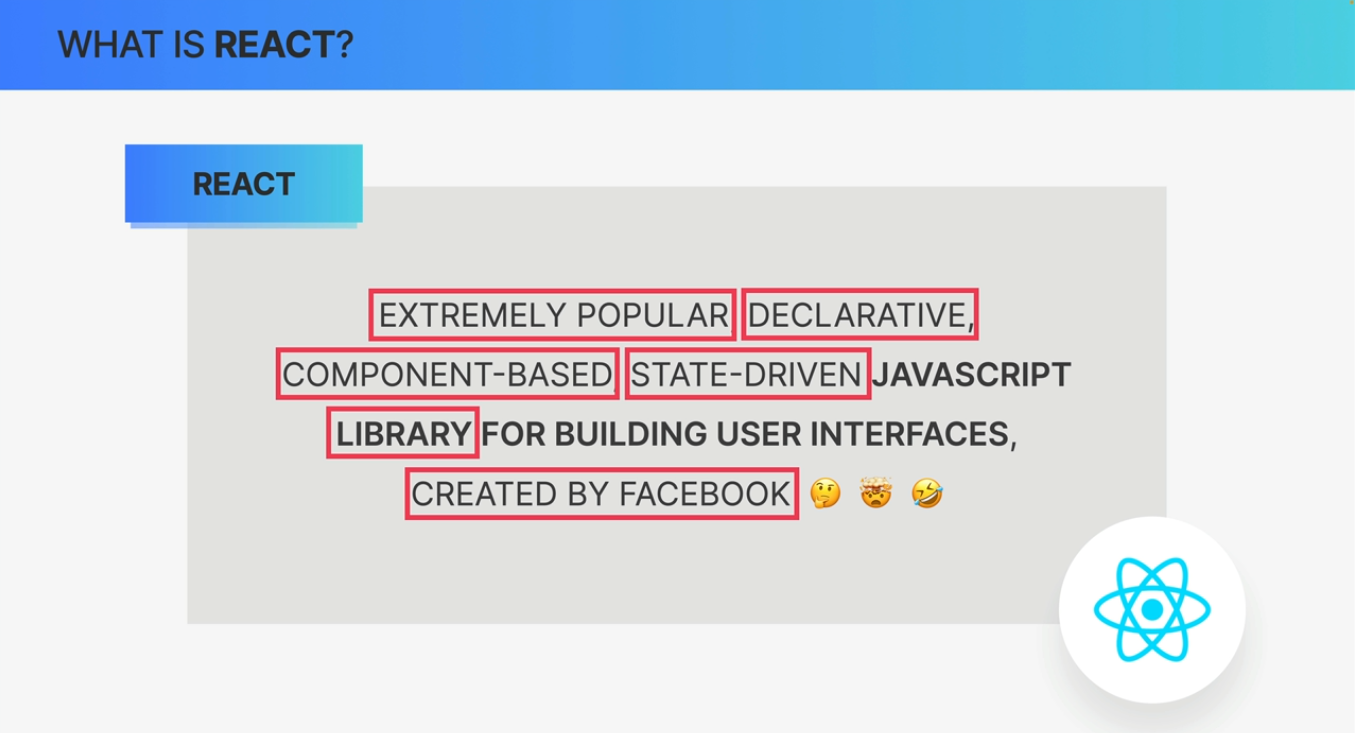 WHAT IS REACT?
REACT
EXTREMELY POPULAR, DECLARATIVE,
COMPONENT-BASED, STATE-DRIVEN JAVASCRIPT
LIBRARY FOR BUILDING USER INTERFACES,
CREATED BY FACEBOOK 🤔 🤯 🤣